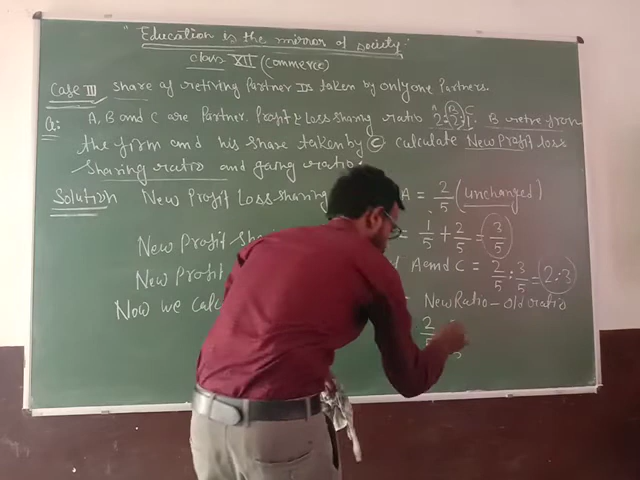 "Education is the mirror of society."
class XII (commerce)
Case III share of retiring Partner Is taken by only one Partners.
A B C
Q: A, B and C are Partner. Profit & Loss sharing ratio 2:2:1. B retire from
the firm and his share taken by C calculate New Profit loss
sharing ratio and gaing ratio.
Solution New Profit Loss sharing A = 2/5 (unchanged)
New Profit sh = 1/5 + 2/5 = 3/5
New Profit A and C = 2/5 : 3/5 = 2:3
Now we calc New Ratio - old ratio
2/5